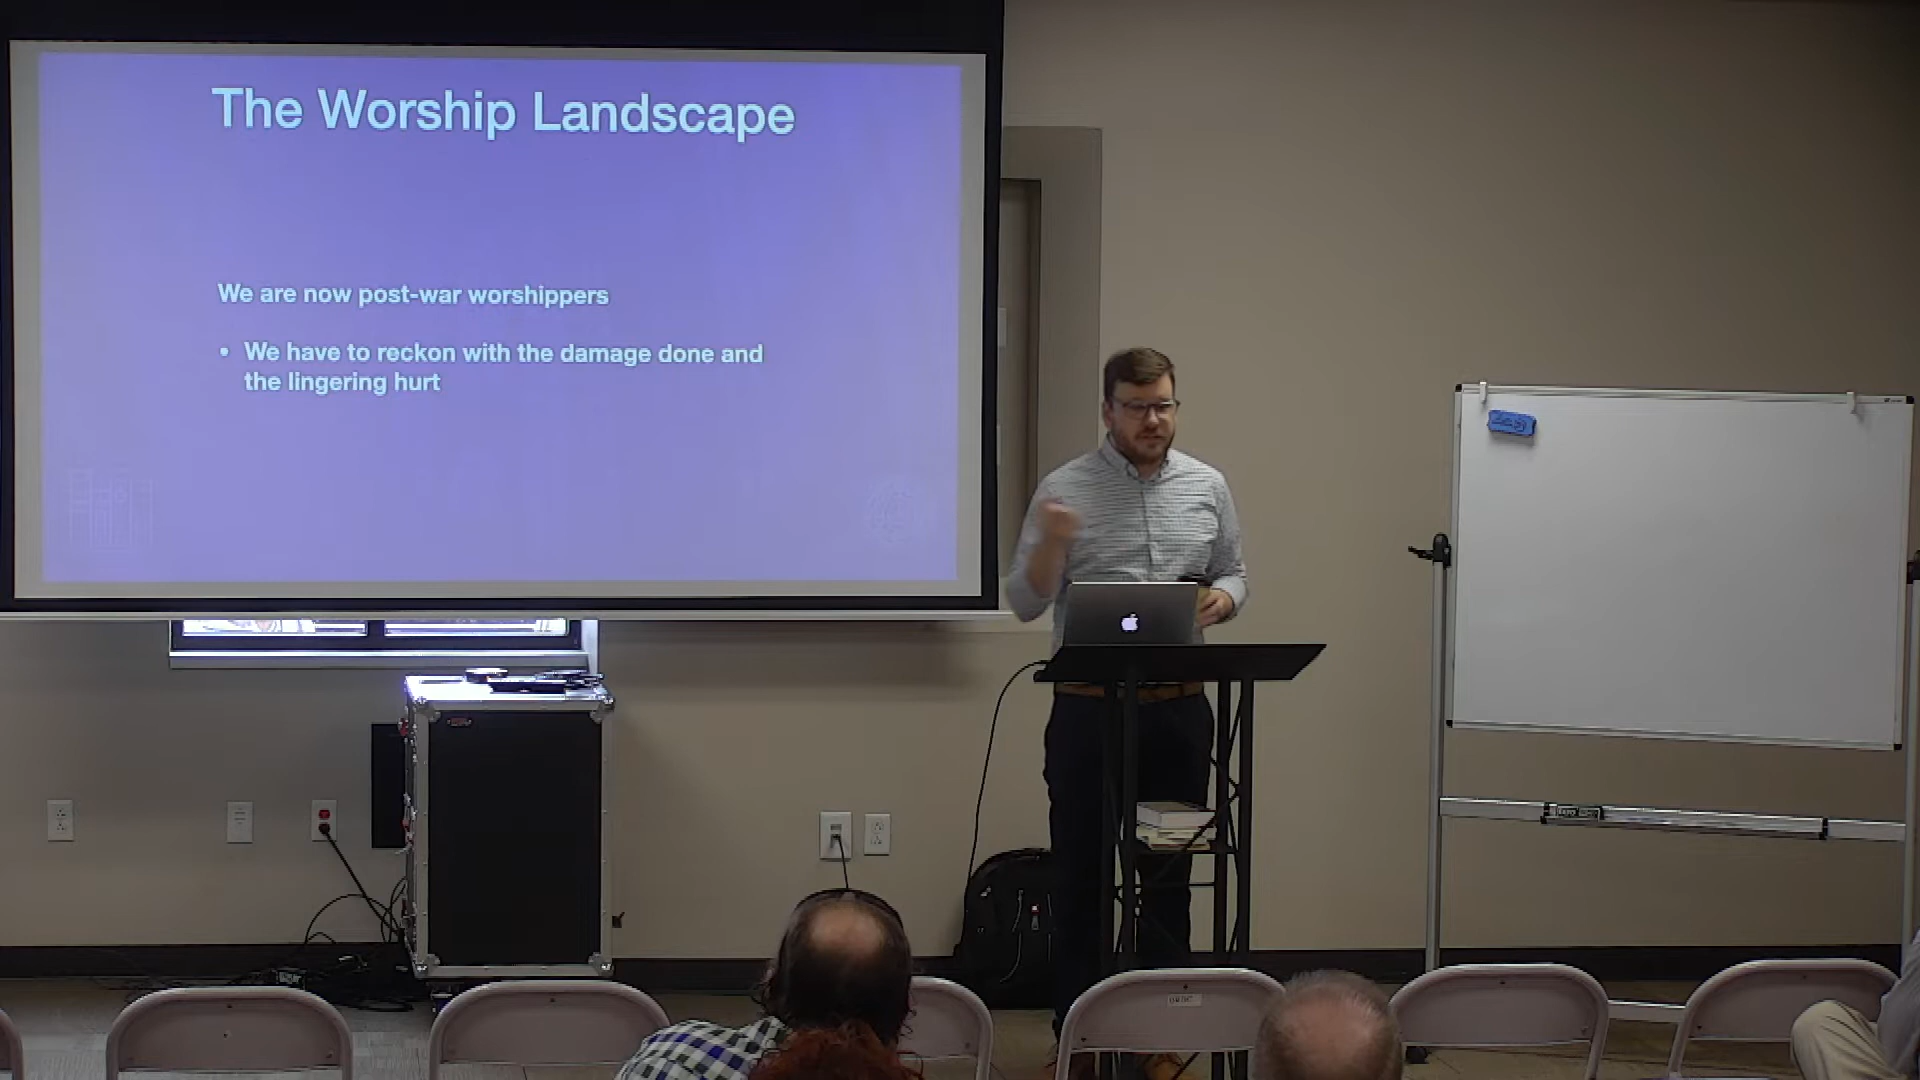 The Worship Landscape
We are now post-war worshippers
• We have to reckon with the damage done and
the lingering hurt